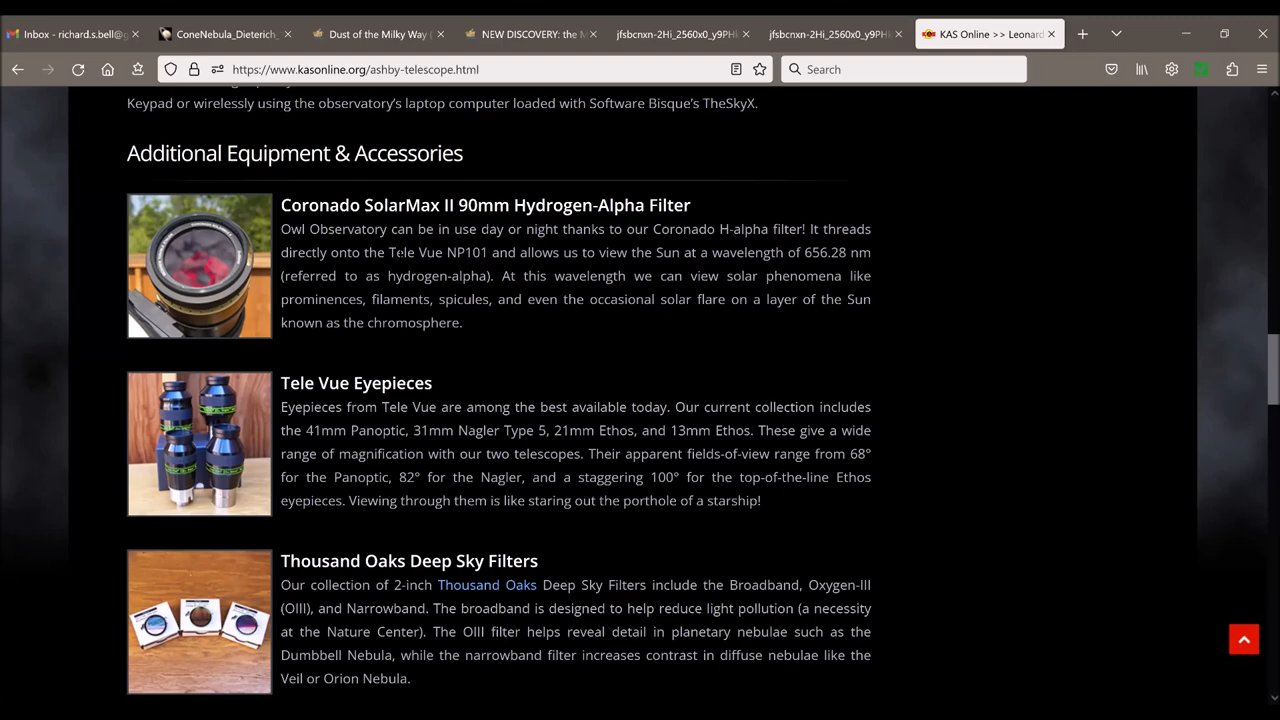 Inbox - richard.s.bell@g
ConeNebula_Dieterich_
Dust of the Milky Way (
NEW DISCOVERY: the M
jfsbcnxn-2Hi_2560x0_y9PHk
jfsbcnxn-2Hi_2560x0_y9PHk
KAS Online >> Leonard
https://www.kasonline.org/ashby-telescope.html
Search
Keypad or wirelessly using the observatory's laptop computer loaded with Software Bisque's TheSkyX.
Additional Equipment & Accessories
Coronado SolarMax II 90mm Hydrogen-Alpha Filter
Owl Observatory can be in use day or night thanks to our Coronado H-alpha filter! It threads
directly onto the Tele Vue NP101 and allows us to view the Sun at a wavelength of 656.28 nm
(referred to as hydrogen-alpha). At this wavelength we can view solar phenomena like
prominences, filaments, spicules, and even the occasional solar flare on a layer of the Sun
known as the chromosphere.
Tele Vue Eyepieces
Eyepieces from Tele Vue are among the best available today. Our current collection includes
the 41mm Panoptic, 31mm Nagler Type 5, 21mm Ethos, and 13mm Ethos. These give a wide
range of magnification with our two telescopes. Their apparent fields-of-view range from 68°
for the Panoptic, 82° for the Nagler, and a staggering 100° for the top-of-the-line Ethos
eyepieces. Viewing through them is like staring out the porthole of a starship!
Thousand Oaks Deep Sky Filters
Our collection of 2-inch Thousand Oaks Deep Sky Filters include the Broadband, Oxygen-III
(OIII), and Narrowband. The broadband is designed to help reduce light pollution (a necessity
at the Nature Center). The OIII filter helps reveal detail in planetary nebulae such as the
Dumbbell Nebula, while the narrowband filter increases contrast in diffuse nebulae like the
Veil or Orion Nebula.